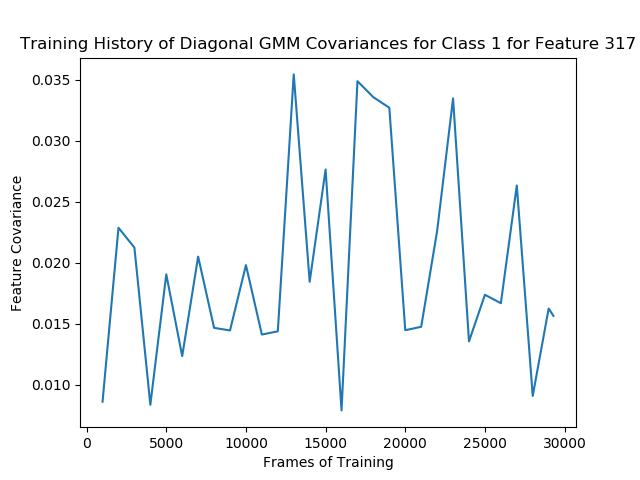 Training History of Diagonal GMM Covariances for Class 1 for Feature 317
0.035
0.030
0.025
0.020
0.015
0.010
Feature Covariance
0 5000 10000 15000 20000 25000 30000
Frames of Training